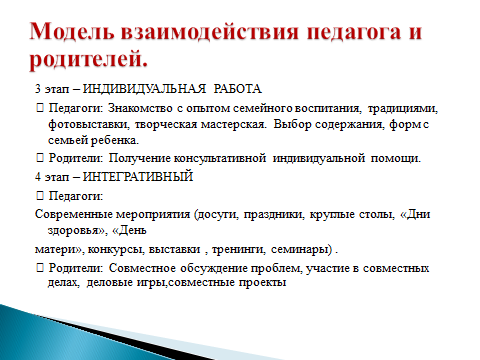 Модель взаимодействия педагога и
родителей.
3 этап – ИНДИВИДУАЛЬНАЯ РАБОТА
 Педагоги: Знакомство с опытом семейного воспитания, традициями,
фотовыставки, творческая мастерская. Выбор содержания, форм с
семьей ребенка.
 Родители: Получение консультативной индивидуальной помощи.
4 этап – ИНТЕГРАТИВНЫЙ
 Педагоги:
Современные мероприятия (досуги, праздники, круглые столы, «Дни
здоровья», «День
матери», конкурсы, выставки , тренинги, семинары) .
 Родители: Совместное обсуждение проблем, участие в совместных
делах, деловые игры,совместные проекты